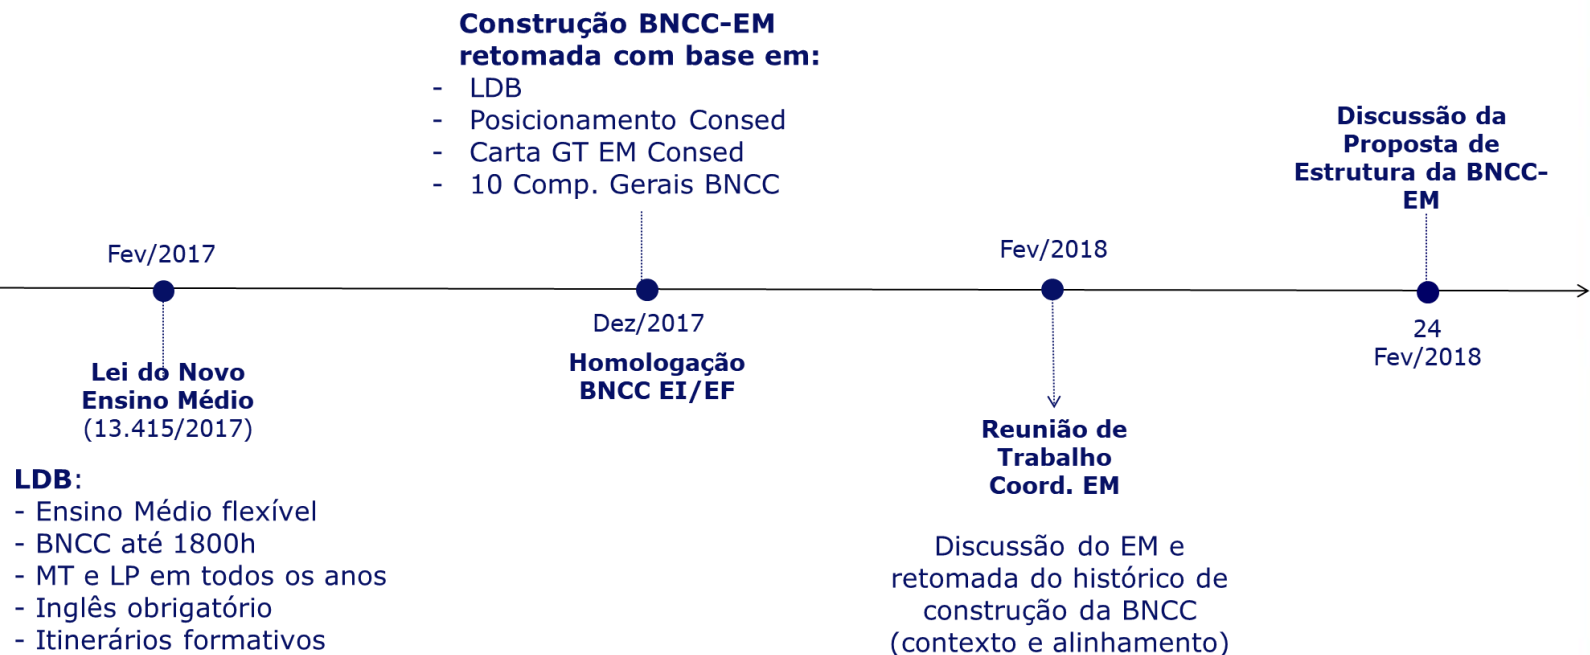 Construção BNCC-EM
retomada com base em:
- LDB
- Posicionamento Consed
- Carta GT EM Consed
- 10 Comp. Gerais BNCC
Discussão da
Proposta de
Estrutura da BNCC-
EM
Fev/2017
Fev/2018
Dez/2017
24
Fev/2018
Lei do Novo
Ensino Médio
(13.415/2017)
Homologação
BNCC EI/EF
Reunião de
Trabalho
Coord. EM
LDB:
- Ensino Médio flexível
- BNCC até 1800h
- MT e LP em todos os anos
- Inglês obrigatório
- Itinerários formativos
Discussão do EM e
retomada do histórico de
construção da BNCC
(contexto e alinhamento)